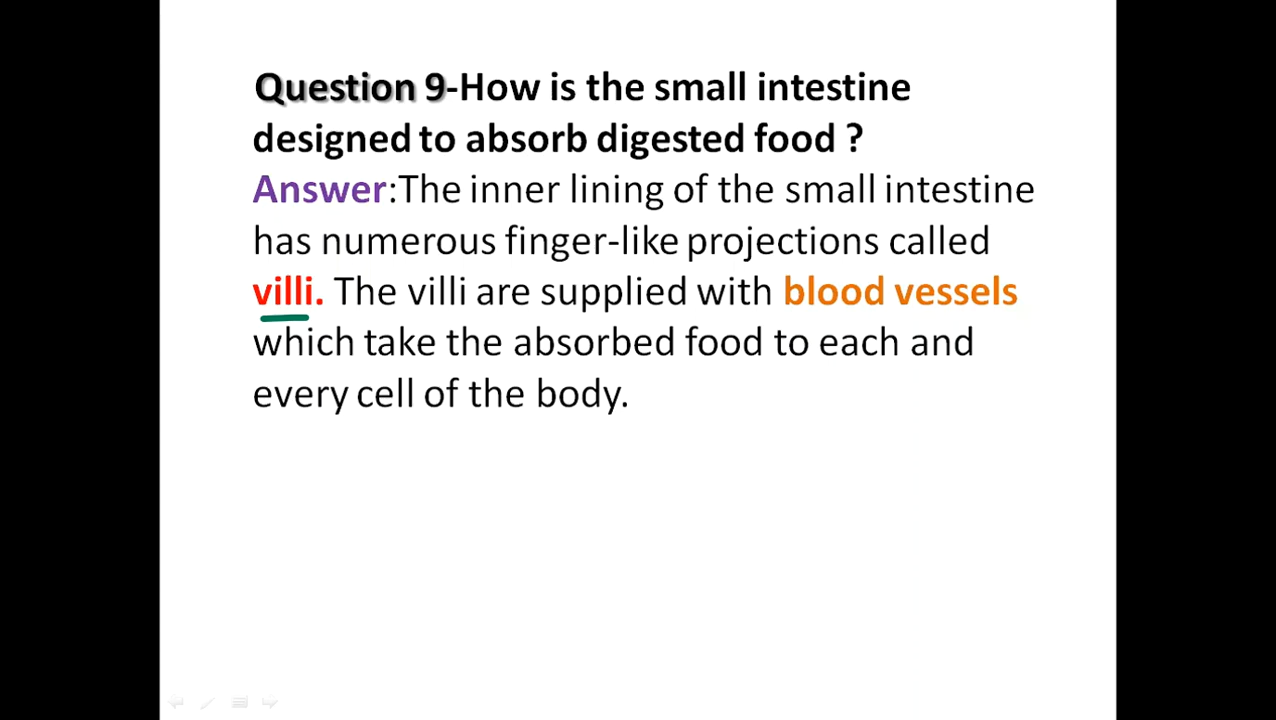 Question 9-How is the small intestine
designed to absorb digested food ?
Answer:The inner lining of the small intestine
has numerous finger-like projections called
villi. The villi are supplied with blood vessels
which take the absorbed food to each and
every cell of the body.